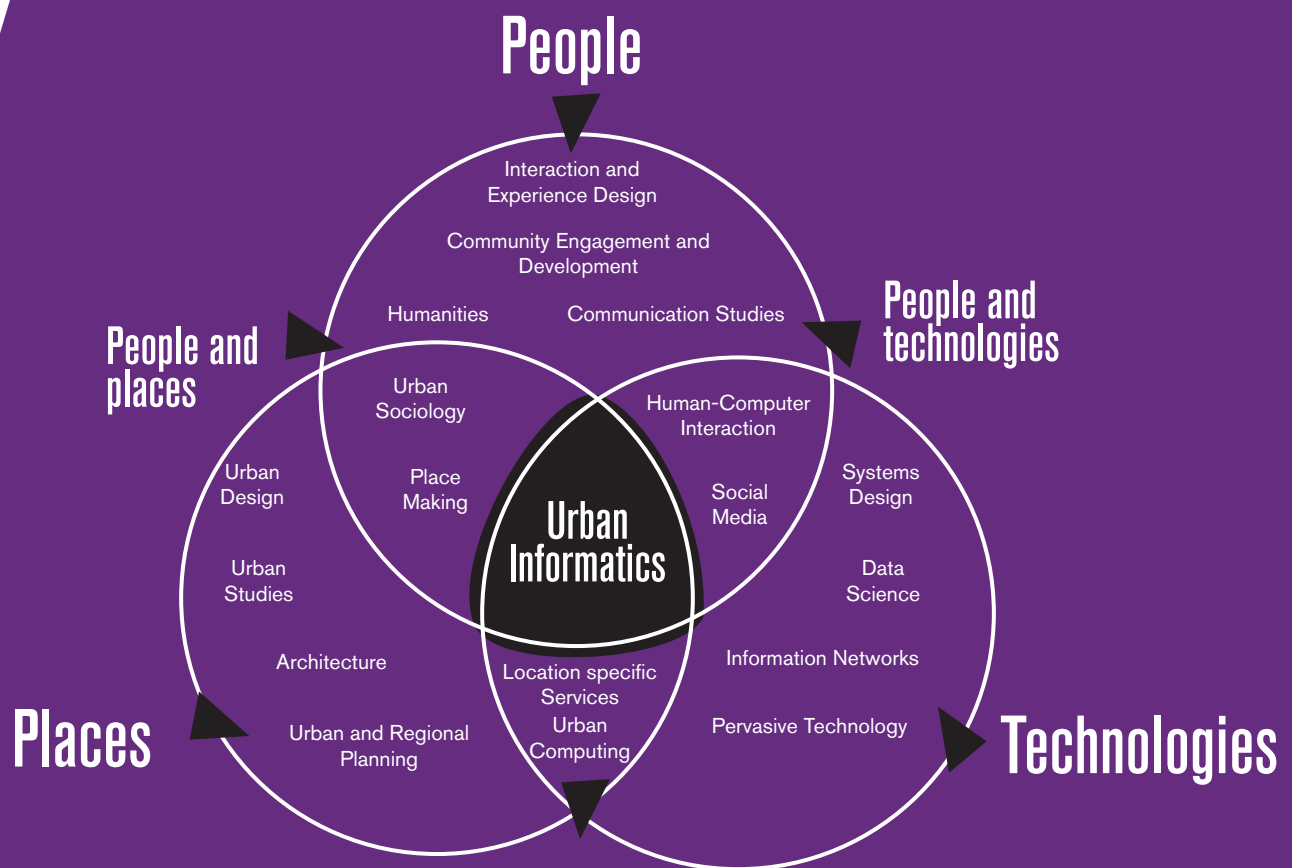 People
Interaction and
Experience Design
Community Engagement and
Development
Humanities
Communication Studies
People and
technologies
People and
places
Urban
Sociology
Human-Computer
Interaction
Urban
Design
Place
Making
Social
Media
Systems
Design
Urban
Informatics
Urban
Studies
Data
Science
Architecture
Information Networks
Location specific
Services
Urban
Computing
Pervasive Technology
Urban and Regional
Planning
Places
Technologies